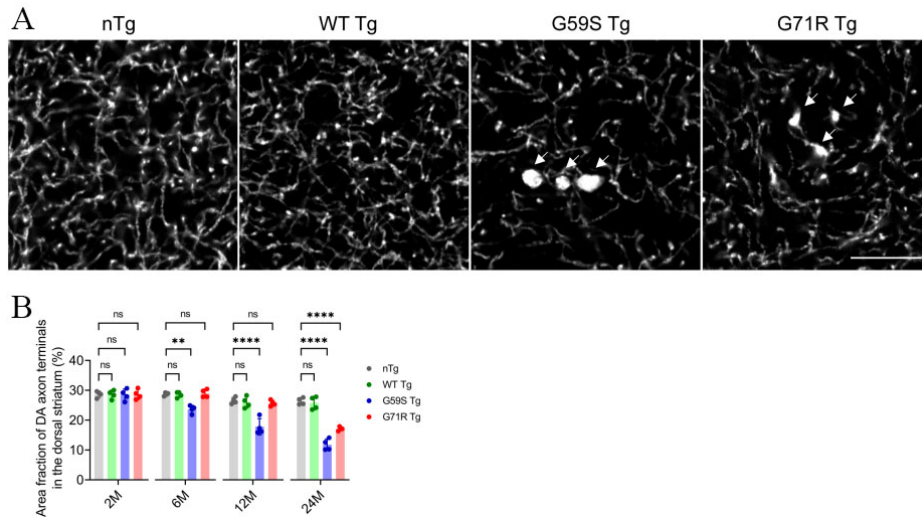 A
nTg WT Tg G59S Tg G71R Tg
B
ns ns ns ****
ns ** **** ****
ns ns ns ns
Area fraction of DA axon terminals
in the dorsal striatum (%)
40
30
20
10
0
2M 6M 12M 24M
nTg
WT Tg
G59S Tg
G71R Tg